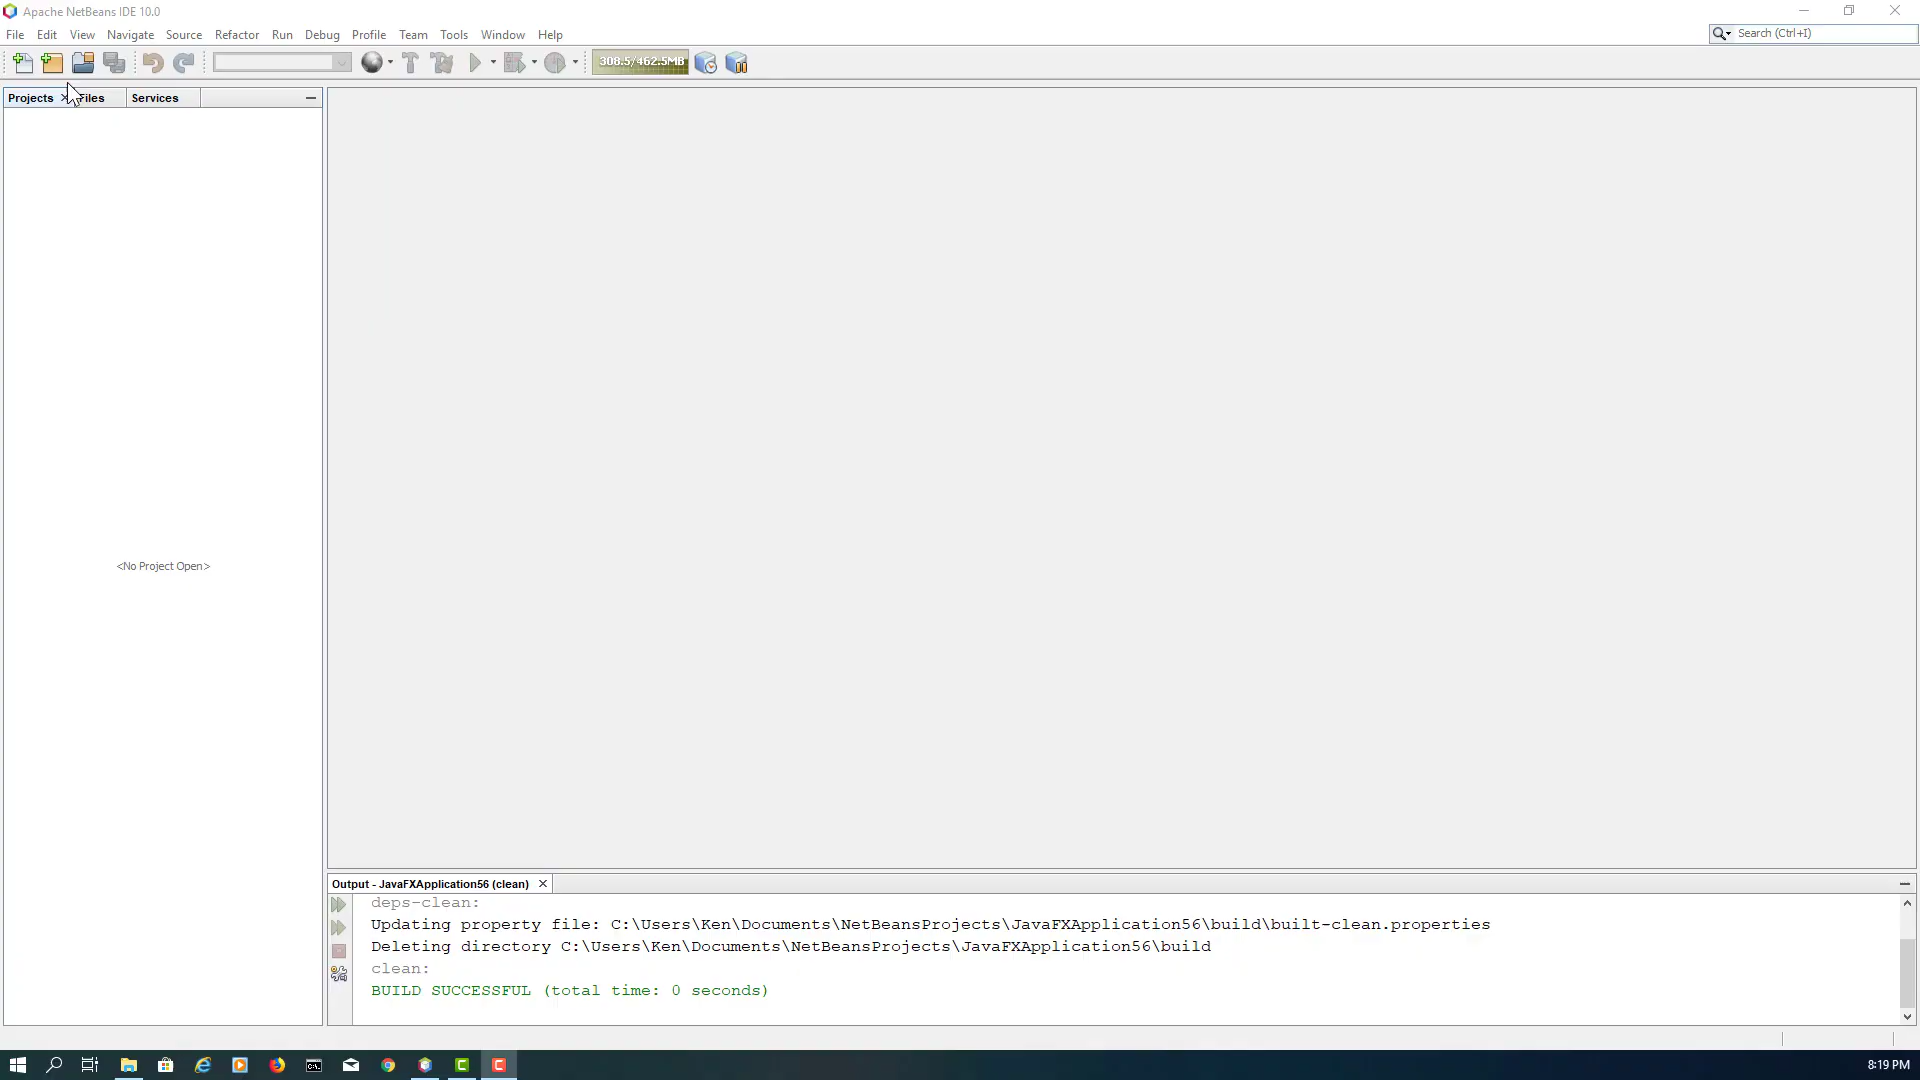 Apache NetBeans IDE 10.0
File Edit View Navigate Source Refactor Run Debug Profile Team Tools Window Help
Search (Ctrl+I)
308.5/462.5MB
Projects Files Services
<No Project Open>
Output - JavaFXApplication56 (clean)
deps-clean:
Updating property file: C:\Users\Ken\Documents\NetBeansProjects\JavaFXApplication56\build\built-clean.properties
Deleting directory C:\Users\Ken\Documents\NetBeansProjects\JavaFXApplication56\build
clean:
BUILD SUCCESSFUL (total time: 0 seconds)
8:19 PM